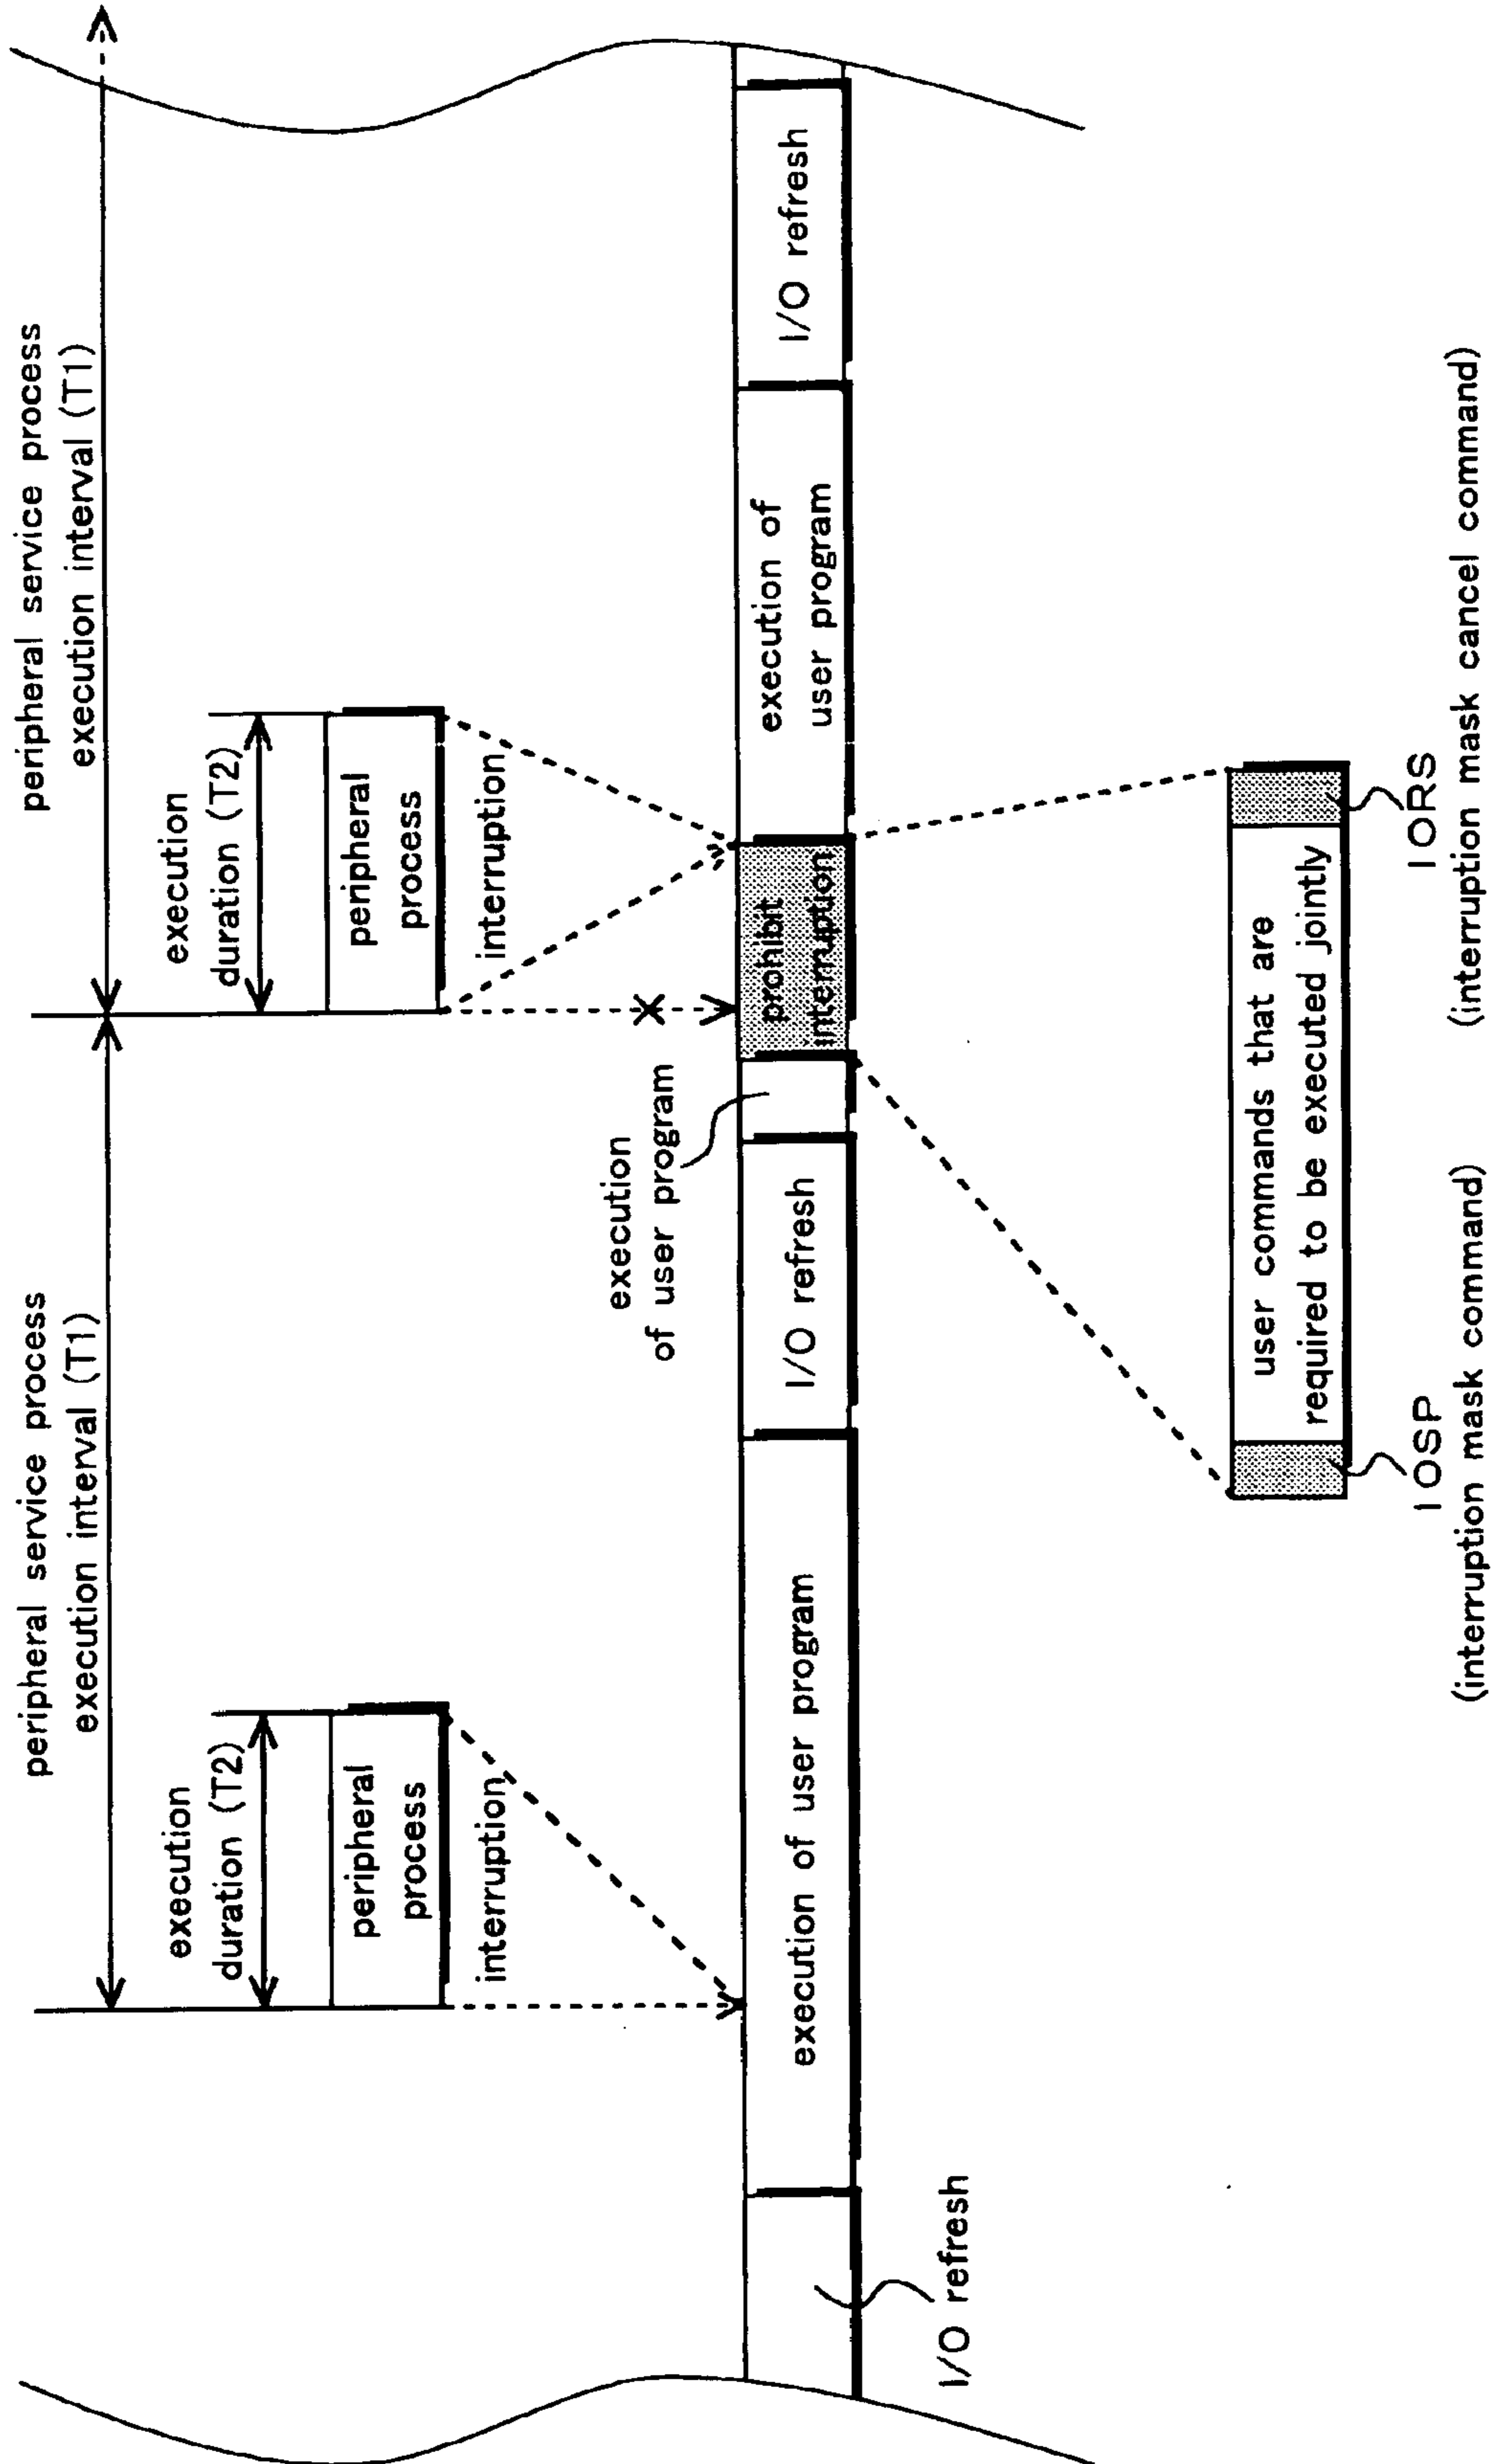 peripheral service process
execution interval (T1)
peripheral service process
execution interval (T1)
execution
duration (T2)
execution
duration (T2)
peripheral
process
peripheral
process
interruption
interruption
execution
of user program
I/O refresh
execution of user program
I/O refresh
prohibit
interruption
execution of
user program
I/O refresh
user commands that are
required to be executed jointly
IOSP
(interruption mask command)
IORS
(interruption mask cancel command)